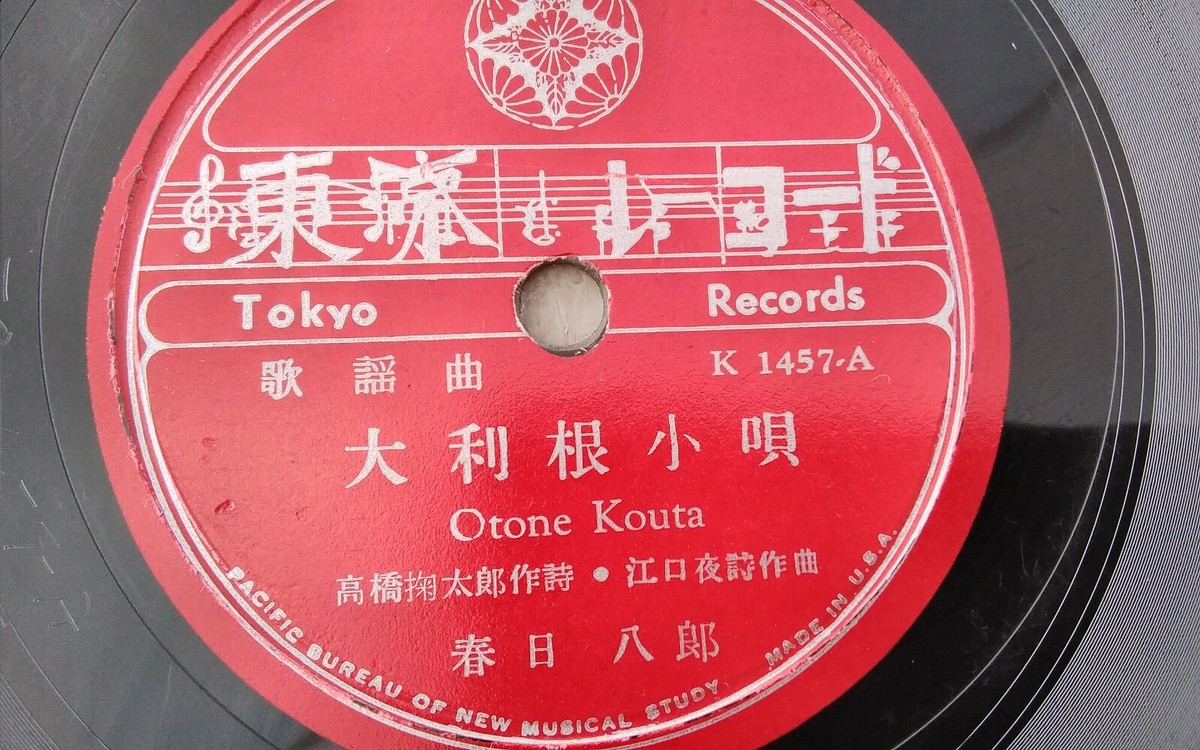 東京レコード
Tokyo Records
歌謡曲 K 1457-A
大利根小唄
Otone Kouta
高橋掬太郎作詩・江口夜詩作曲
春日八郎
PACIFIC BUREAU OF NEW MUSICAL STUDY MADE IN U.S.A.